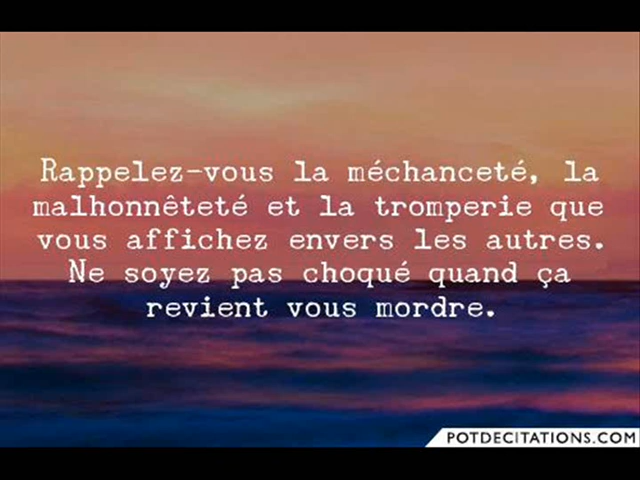 Rappelez-vous la méchanceté, la
malhonnêteté et la tromperie que
vous affichez envers les autres.
Ne soyez pas choqué quand ça
revient vous mordre.
POTDECITATIONS.COM